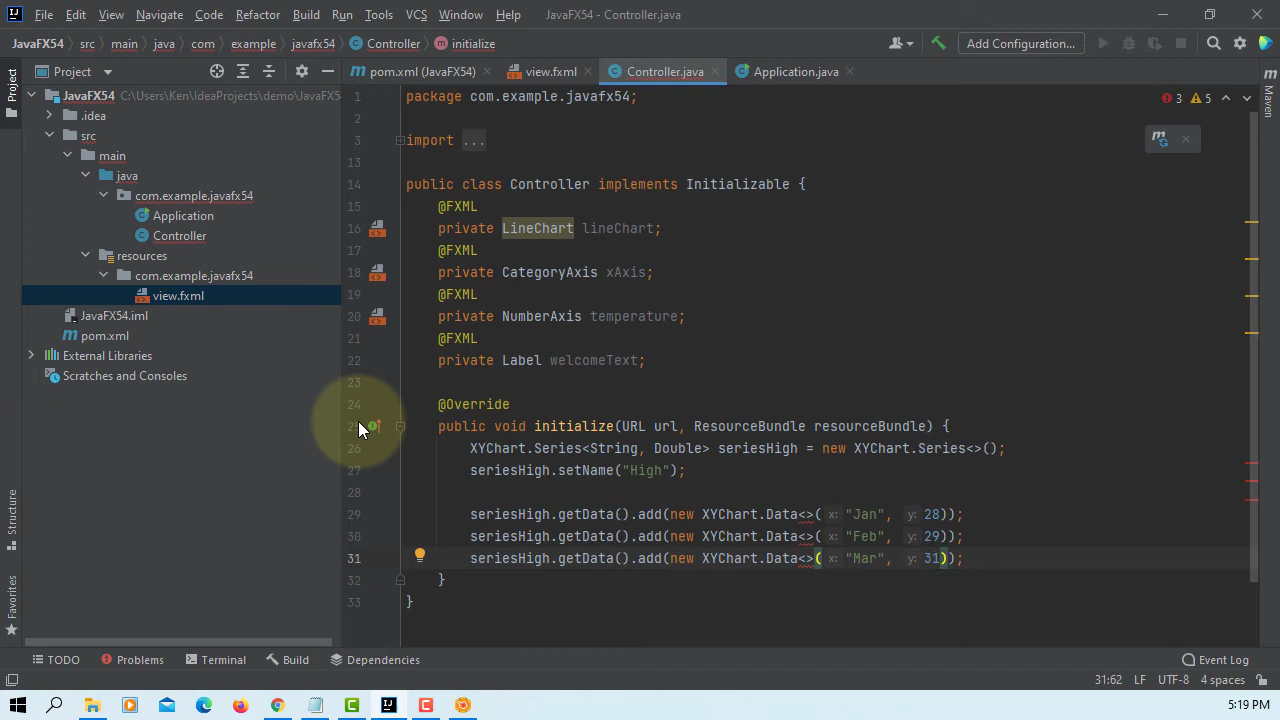 File Edit View Navigate Code Refactor Build Run Tools VCS Window Help JavaFX54 - Controller.java
JavaFX54 src main java com example javafx54 Controller initialize Add Configuration...
Project
pom.xml (JavaFX54) view.fxml Controller.java Application.java
Project
JavaFX54 C:\Users\Ken\IdeaProjects\demo\JavaFX5
.idea
src
main
java
com.example.javafx54
Application
Controller
resources
com.example.javafx54
view.fxml
JavaFX54.iml
pom.xml
External Libraries
Scratches and Consoles
1 package com.example.javafx54;
2
3 import ...
13
14 public class Controller implements Initializable {
15 @FXML
16 private LineChart lineChart;
17 @FXML
18 private CategoryAxis xAxis;
19 @FXML
20 private NumberAxis temperature;
21 @FXML
22 private Label welcomeText;
23
24 @Override
25 public void initialize(URL url, ResourceBundle resourceBundle) {
26 XYChart.Series<String, Double> seriesHigh = new XYChart.Series<>();
27 seriesHigh.setName("High");
28
29 seriesHigh.getData().add(new XYChart.Data<>( x: "Jan", y: 28));
30 seriesHigh.getData().add(new XYChart.Data<>( x: "Feb", y: 29));
31 seriesHigh.getData().add(new XYChart.Data<>( x: "Mar", y: 31));
32 }
33 }
3 5
Maven
Structure
Favorites
TODO Problems Terminal Build Dependencies Event Log
31:62 LF UTF-8 4 spaces
5:19 PM